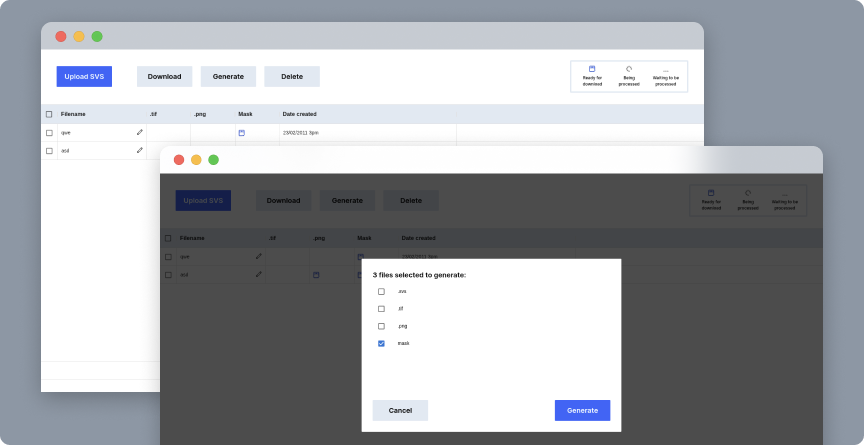 Upload SVS
Download
Generate
Delete
Ready for
download
Being
processed
Waiting to be
processed
Filename
.tif
.png
Mask
Date created
qwe
23/02/2011 3pm
asd
Upload SVS
Download
Generate
Delete
Ready for
download
Being
processed
Waiting to be
processed
Filename
.tif
.png
Mask
Date created
qwe
asd
3 files selected to generate:
.svs
.tif
.png
mask
Cancel
Generate